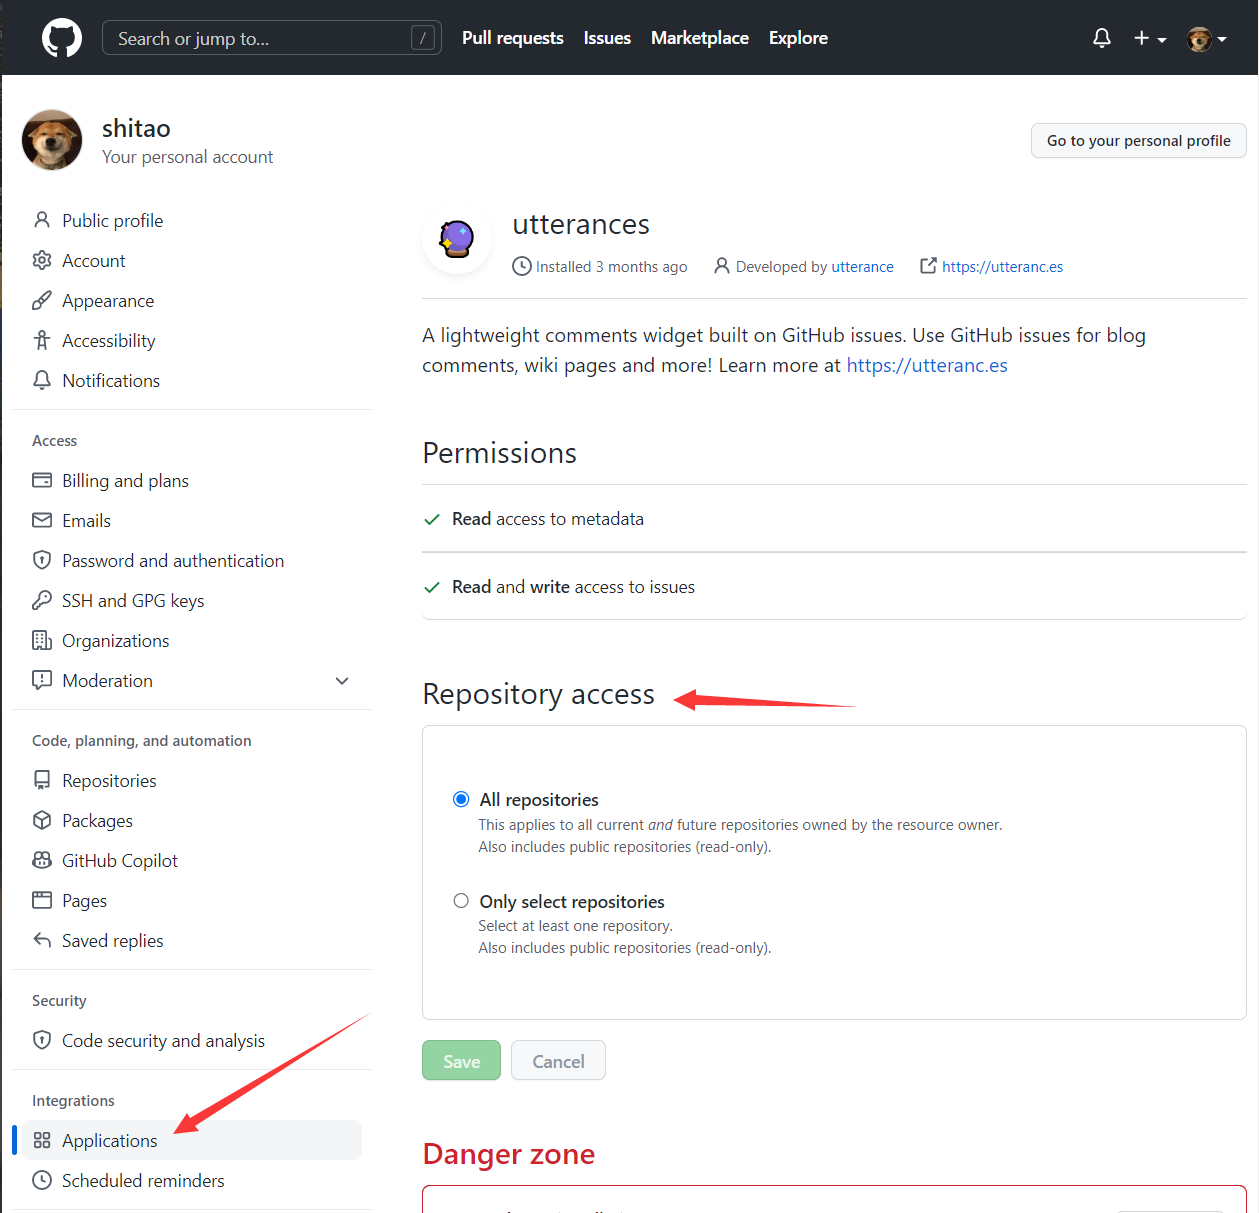 Search or jump to...
/
Pull requests
Issues
Marketplace
Explore
shitao
Your personal account
Go to your personal profile
Public profile
Account
Appearance
Accessibility
Notifications
Access
Billing and plans
Emails
Password and authentication
SSH and GPG keys
Organizations
Moderation
Code, planning, and automation
Repositories
Packages
GitHub Copilot
Pages
Saved replies
Security
Code security and analysis
Integrations
Applications
Scheduled reminders
utterances
Installed 3 months ago
Developed by utterance
https://utteranc.es
A lightweight comments widget built on GitHub issues. Use GitHub issues for blog
comments, wiki pages and more! Learn more at https://utteranc.es
Permissions
Read access to metadata
Read and write access to issues
Repository access
All repositories
This applies to all current and future repositories owned by the resource owner.
Also includes public repositories (read-only).
Only select repositories
Select at least one repository.
Also includes public repositories (read-only).
Save
Cancel
Danger zone